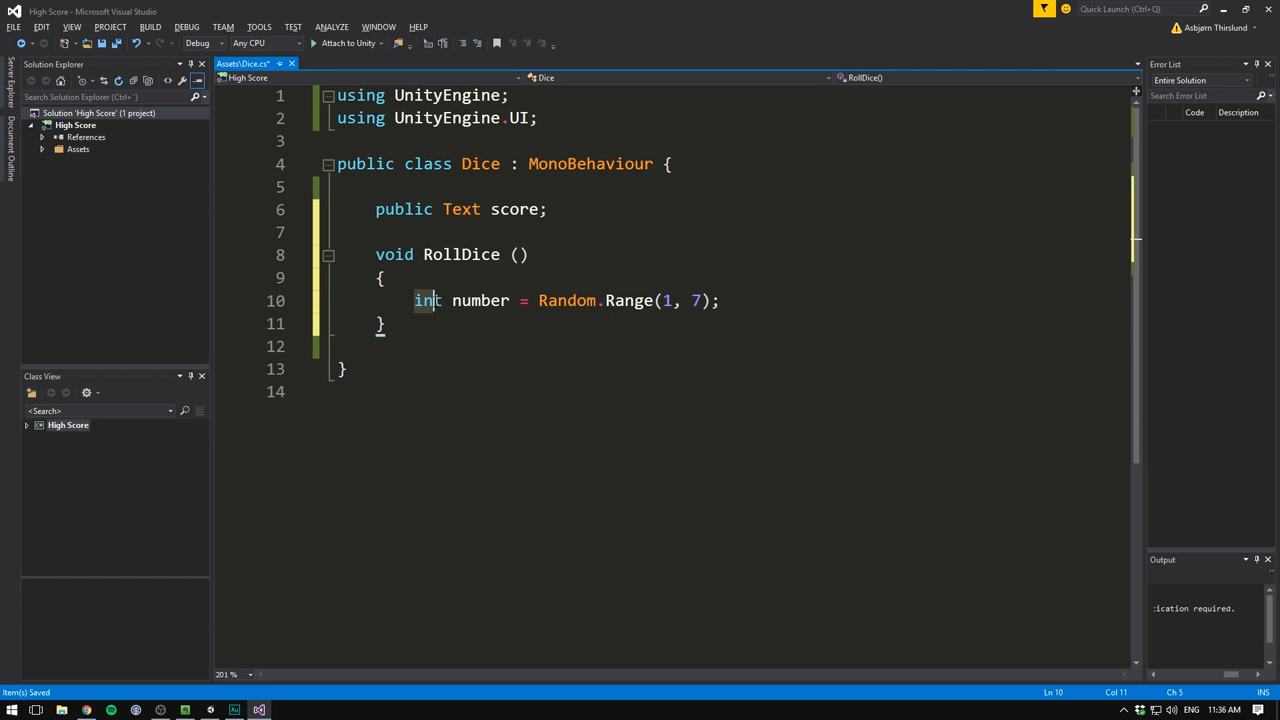 High Score - Microsoft Visual Studio
Quick Launch (Ctrl+Q)
FILE EDIT VIEW PROJECT BUILD DEBUG TEAM TOOLS TEST ANALYZE WINDOW HELP
Asbjørn Thirslund
Debug Any CPU Attach to Unity
Server Explorer
Document Outline
Solution Explorer
Search Solution Explorer (Ctrl+')
Solution 'High Score' (1 project)
High Score
References
Assets
Class View
<Search>
High Score
Assets\Dice.cs*
High Score Dice RollDice()
1 using UnityEngine;
2 using UnityEngine.UI;
3
4 public class Dice : MonoBehaviour {
5
6 public Text score;
7
8 void RollDice ()
9 {
10 int number = Random.Range(1, 7);
11 }
12
13 }
14
201 %
Error List
Entire Solution
Search Error List
Code Description
Output
ication required.
Item(s) Saved Ln 10 Col 11 Ch 5 INS
ENG 11:36 AM